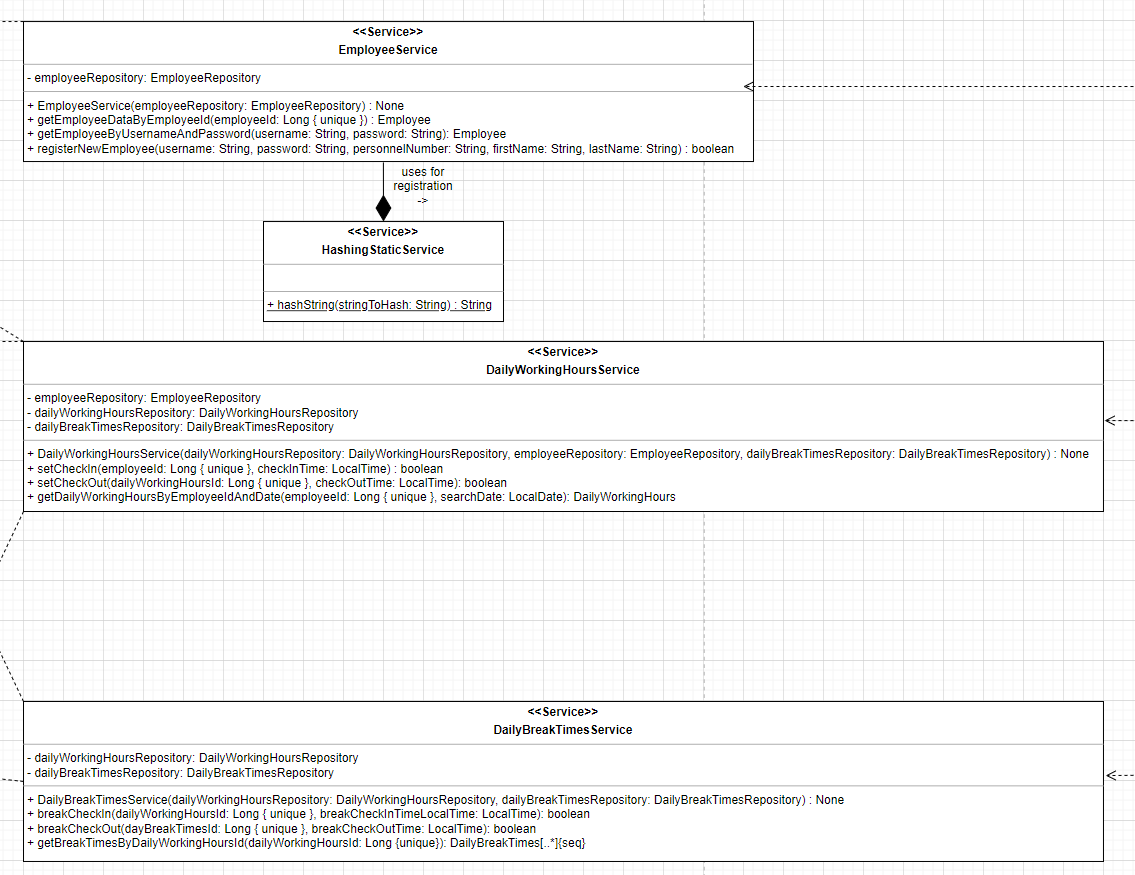 <<Service>>
EmployeeService
- employeeRepository: EmployeeRepository
+ EmployeeService(employeeRepository: EmployeeRepository) : None
+ getEmployeeDataByEmployeeId(employeeId: Long { unique }) : Employee
+ getEmployeeByUsernameAndPassword(username: String, password: String): Employee
+ registerNewEmployee(username: String, password: String, personnelNumber: String, firstName: String, lastName: String) : boolean
uses for
registration
->
<<Service>>
HashingStaticService
+ hashString(stringToHash: String) : String
<<Service>>
DailyWorkingHoursService
- employeeRepository: EmployeeRepository
- dailyWorkingHoursRepository: DailyWorkingHoursRepository
- dailyBreakTimesRepository: DailyBreakTimesRepository
+ DailyWorkingHoursService(dailyWorkingHoursRepository: DailyWorkingHoursRepository, employeeRepository: EmployeeRepository, dailyBreakTimesRepository: DailyBreakTimesRepository) : None
+ setCheckIn(employeeId: Long { unique }, checkInTime: LocalTime) : boolean
+ setCheckOut(dailyWorkingHoursId: Long { unique }, checkOutTime: LocalTime): boolean
+ getDailyWorkingHoursByEmployeeIdAndDate(employeeId: Long { unique }, searchDate: LocalDate): DailyWorkingHours
<<Service>>
DailyBreakTimesService
- dailyWorkingHoursRepository: DailyWorkingHoursRepository
- dailyBreakTimesRepository: DailyBreakTimesRepository
+ DailyBreakTimesService(dailyWorkingHoursRepository: DailyWorkingHoursRepository, dailyBreakTimesRepository: DailyBreakTimesRepository) : None
+ breakCheckIn(dailyWorkingHoursId: Long { unique }, breakCheckInTimeLocalTime: LocalTime): boolean
+ breakCheckOut(dayBreakTimesId: Long { unique }, breakCheckOutTime: LocalTime): boolean
+ getBreakTimesByDailyWorkingHoursId(dailyWorkingHoursId: Long {unique}): DailyBreakTimes[..*]{seq}